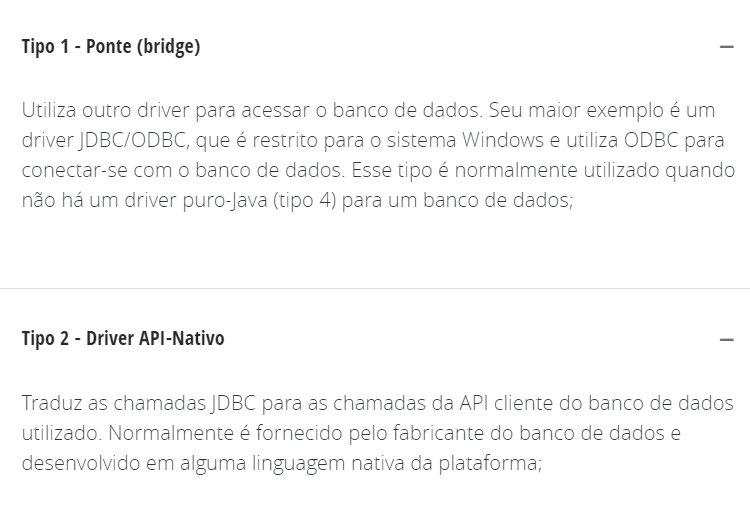 Tipo 1 - Ponte (bridge)
Utiliza outro driver para acessar o banco de dados. Seu maior exemplo é um
driver JDBC/ODBC, que é restrito para o sistema Windows e utiliza ODBC para
conectar-se com o banco de dados. Esse tipo é normalmente utilizado quando
não há um driver puro-Java (tipo 4) para um banco de dados;
Tipo 2 - Driver API-Nativo
Traduz as chamadas JDBC para as chamadas da API cliente do banco de dados
utilizado. Normalmente é fornecido pelo fabricante do banco de dados e
desenvolvido em alguma linguagem nativa da plataforma;